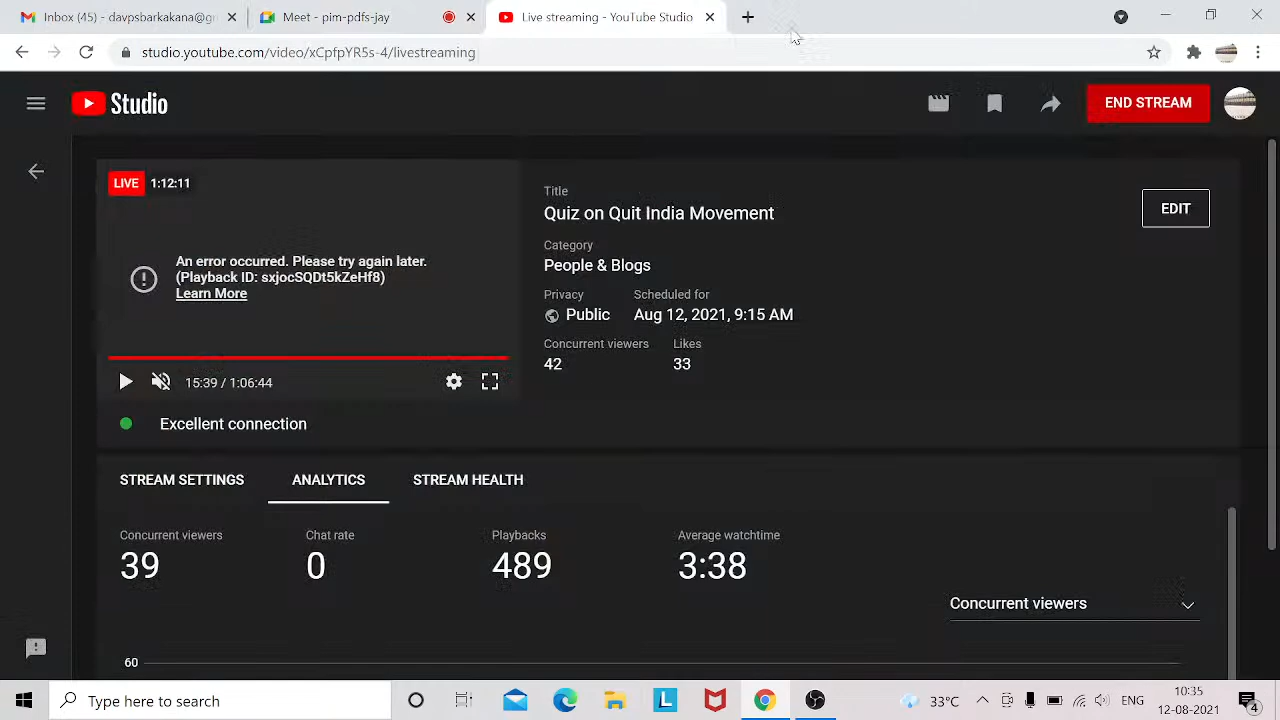 Inbox (45) - davpsbarkakana@g
Meet - pim-pdfs-jay
Live streaming - YouTube Studio
studio.youtube.com/video/xCpfpYR5s-4/livestreaming
Studio
END STREAM
LIVE 1:12:11
An error occurred. Please try again later.
(Playback ID: sxjocSQDt5kZeHf8)
Learn More
15:39 / 1:06:44
Excellent connection
Title
Quiz on Quit India Movement
EDIT
Category
People & Blogs
Privacy Scheduled for
Public Aug 12, 2021, 9:15 AM
Concurrent viewers Likes
42 33
STREAM SETTINGS ANALYTICS STREAM HEALTH
Concurrent viewers Chat rate Playbacks Average watchtime
39 0 489 3:38
Concurrent viewers
60
Type here to search
L
33°C
ENG
10:35
12-08-2021
4